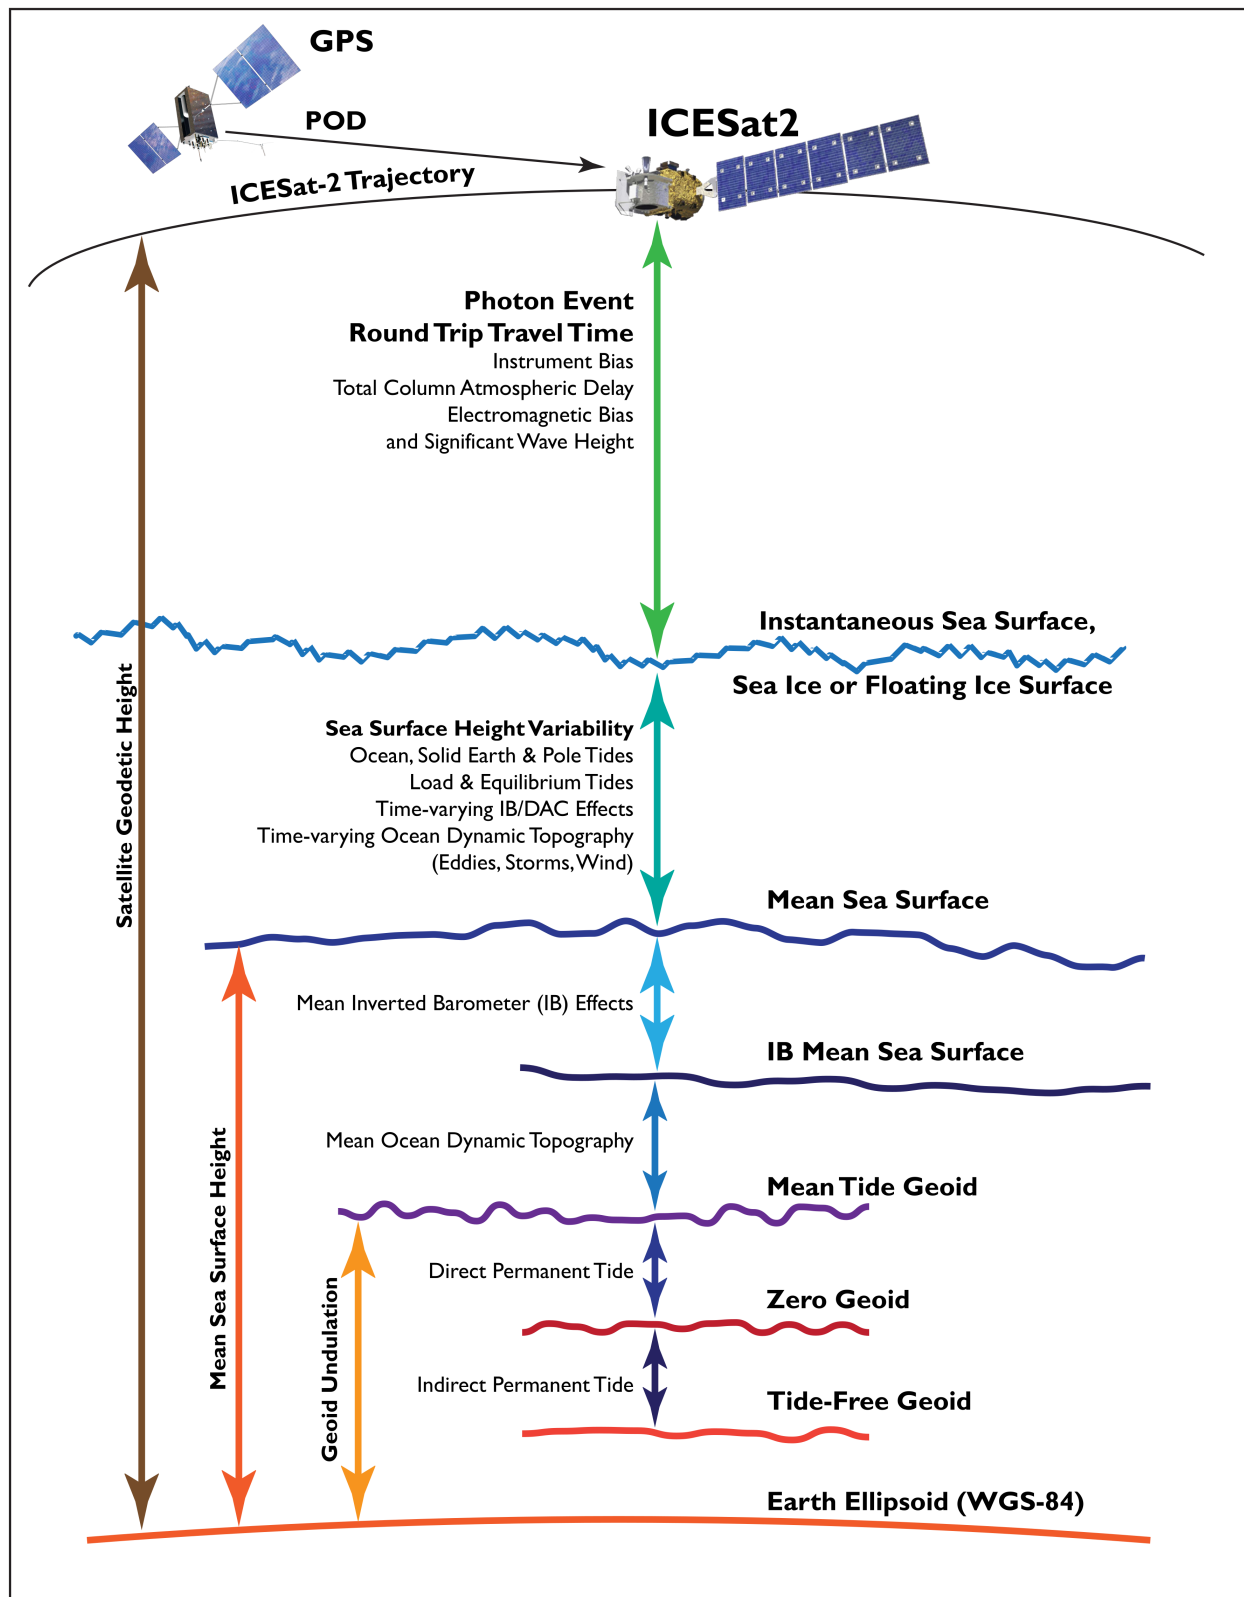 GPS
POD
ICESat2
ICESat-2 Trajectory
Photon Event
Round Trip Travel Time
Instrument Bias
Total Column Atmospheric Delay
Electromagnetic Bias
and Significant Wave Height
Instantaneous Sea Surface,
Sea Ice or Floating Ice Surface
Satellite Geodetic Height
Sea Surface Height Variability
Ocean, Solid Earth & Pole Tides
Load & Equilibrium Tides
Time-varying IB/DAC Effects
Time-varying Ocean Dynamic Topography
(Eddies, Storms, Wind)
Mean Sea Surface
Mean Inverted Barometer (IB) Effects
IB Mean Sea Surface
Mean Ocean Dynamic Topography
Mean Sea Surface Height
Mean Tide Geoid
Direct Permanent Tide
Geoid Undulation
Zero Geoid
Indirect Permanent Tide
Tide-Free Geoid
Earth Ellipsoid (WGS-84)